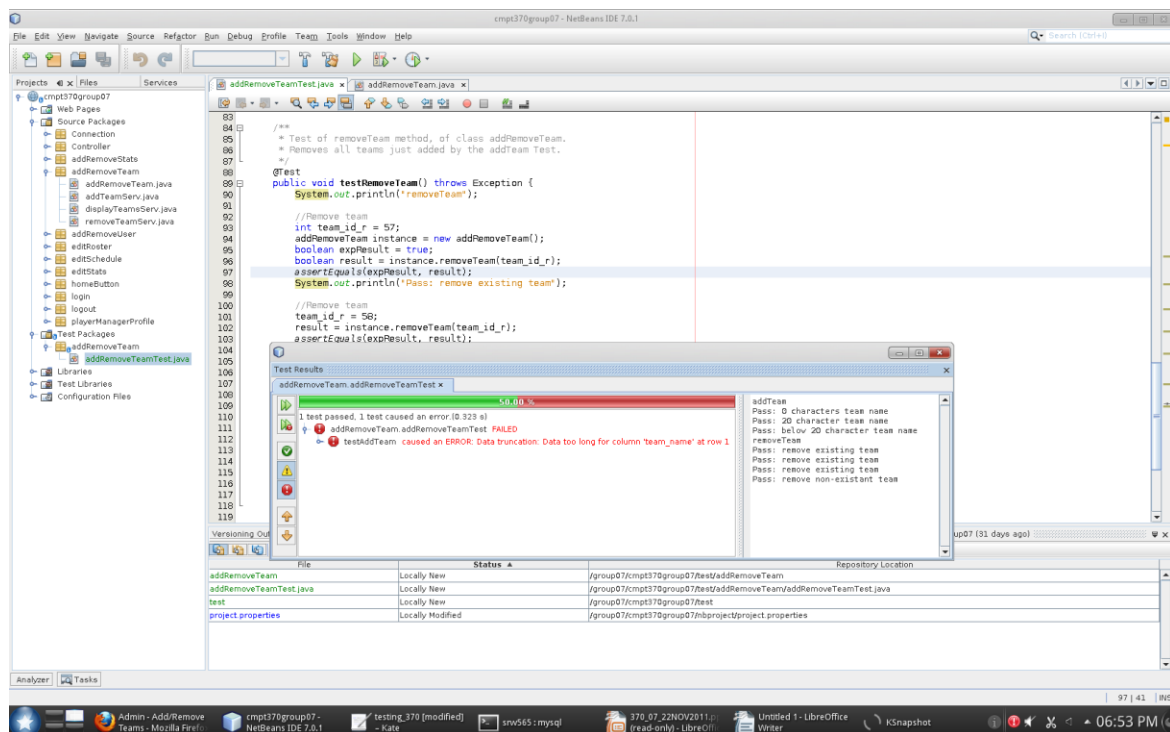 cmpt370group07 - NetBeans IDE 7.0.1
File Edit View Navigate Source Refactor Run Debug Profile Team Tools Window Help
Search (Ctrl+I)
Projects Files Services
cmpt370group07
Web Pages
Source Packages
Connection
Controller
addRemoveStats
addRemoveTeam
addRemoveTeam.java
addTeamServ.java
displayTeamsServ.java
removeTeamServ.java
addRemoveUser
editRoster
editSchedule
editStats
homeButton
login
logout
playerManagerProfile
Test Packages
addRemoveTeam
addRemoveTeamTest.java
Libraries
Test Libraries
Configuration Files
addRemoveTeamTest.java x addRemoveTeam.java x
83
84 /**
85 * Test of removeTeam method, of class addRemoveTeam.
86 * Removes all teams just added by the addTeam Test.
87 */
88 @Test
89 public void testRemoveTeam() throws Exception {
90 System.out.println("removeTeam");
91
92 //Remove team
93 int team_id_r = 57;
94 addRemoveTeam instance = new addRemoveTeam();
95 boolean expResult = true;
96 boolean result = instance.removeTeam(team_id_r);
97 assertEquals(expResult, result);
98 System.out.println("Pass: remove existing team");
99
100 //Remove team
101 team_id_r = 58;
102 result = instance.removeTeam(team_id_r);
103 assertEquals(expResult, result);
104
105
106
107
108
109
110
111
112
113
114
115
116
117
118
119
Test Results
addRemoveTeam.addRemoveTeamTest x
50.00 %
1 test passed, 1 test caused an error.(0.323 s)
addRemoveTeam.addRemoveTeamTest FAILED
testAddTeam caused an ERROR: Data truncation: Data too long for column 'team_name' at row 1
addTeam
Pass: 0 characters team name
Pass: 20 character team name
Pass: below 20 character team name
removeTeam
Pass: remove existing team
Pass: remove existing team
Pass: remove existing team
Pass: remove non-existant team
Versioning Out
up07 (31 days ago)
File Status Repository Location
addRemoveTeam Locally New /group07/cmpt370group07/test/addRemoveTeam
addRemoveTeamTest.java Locally New /group07/cmpt370group07/test/addRemoveTeam/addRemoveTeamTest.java
test Locally New /group07/cmpt370group07/test
project.properties Locally Modified /group07/cmpt370group07/nbproject/project.properties
Analyzer Tasks
97 | 41 INS
Admin - Add/Remove Teams - Mozilla Firefo
cmpt370group07 - NetBeans IDE 7.0.1
testing_370 [modified] - Kate
srw565 : mysql
370_07_22NOV2011.p (read-only) - LibreOffi
Untitled 1 - LibreOffice Writer
KSnapshot
06:53 PM